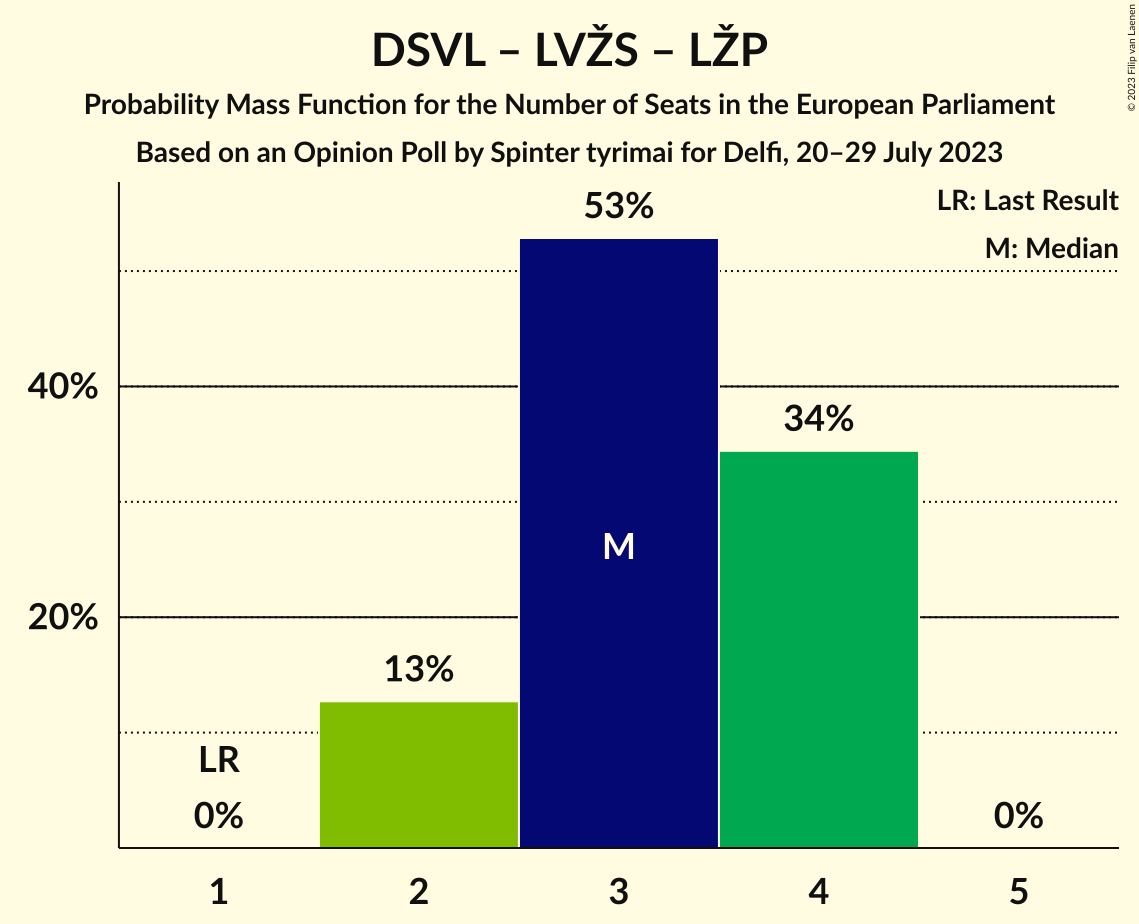 DSVL – LVŽS – LŽP
Probability Mass Function for the Number of Seats in the European Parliament
Based on an Opinion Poll by Spinter tyrimai for Delfi, 20–29 July 2023
© 2023 Filip van Laenen
LR: Last Result
M: Median
53%
40%
34%
M
20%
13%
LR
0%
0%
1 2 3 4 5